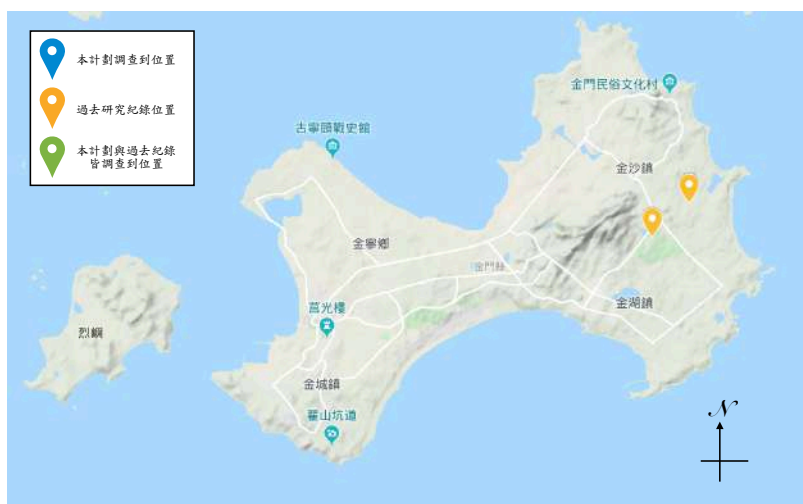 本計劃調查到位置
過去研究紀錄位置
本計劃與過去紀錄
皆調查到位置
金門民俗文化村
古寧頭戰史館
金沙鎮
金寧鄉
金門縣
金湖鎮
莒光樓
烈嶼
金城鎮
翟山坑道
N